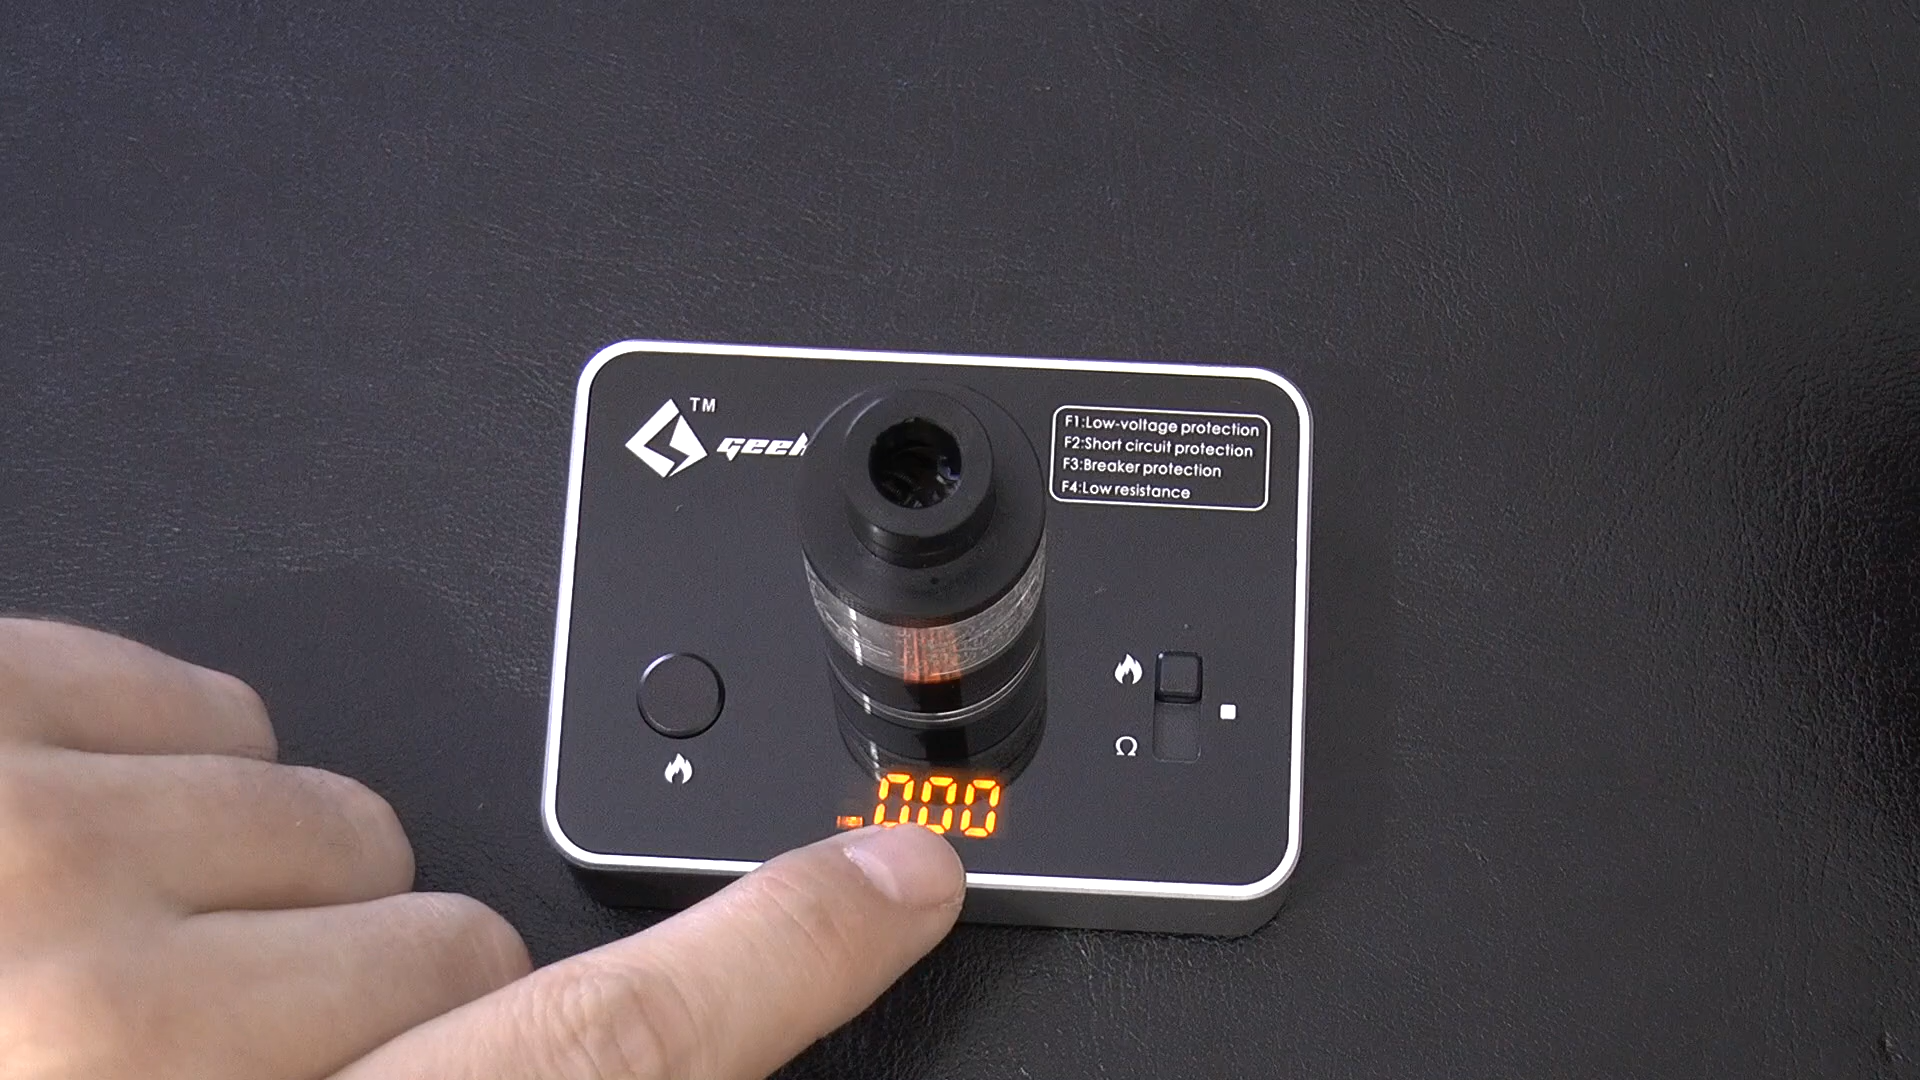 TM
geek
F1:Low-voltage protection
F2:Short circuit protection
F3:Breaker protection
F4:Low resistance
Ω
000